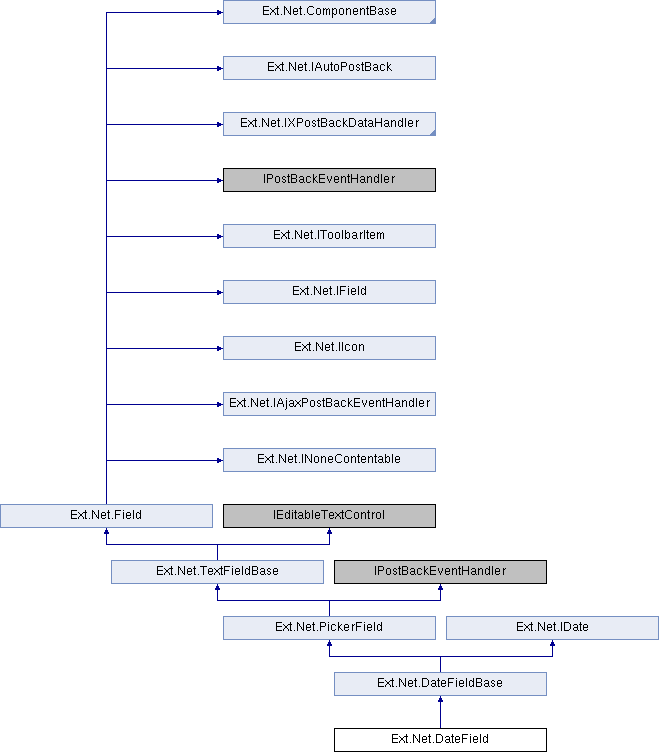 Ext.Net.ComponentBase
Ext.Net.IAutoPostBack
Ext.Net.IXPostBackDataHandler
IPostBackEventHandler
Ext.Net.IToolbarItem
Ext.Net.IField
Ext.Net.IIcon
Ext.Net.IAjaxPostBackEventHandler
Ext.Net.INoneContentable
Ext.Net.Field
IEditableTextControl
Ext.Net.TextFieldBase
IPostBackEventHandler
Ext.Net.PickerField
Ext.Net.IDate
Ext.Net.DateFieldBase
Ext.Net.DateField